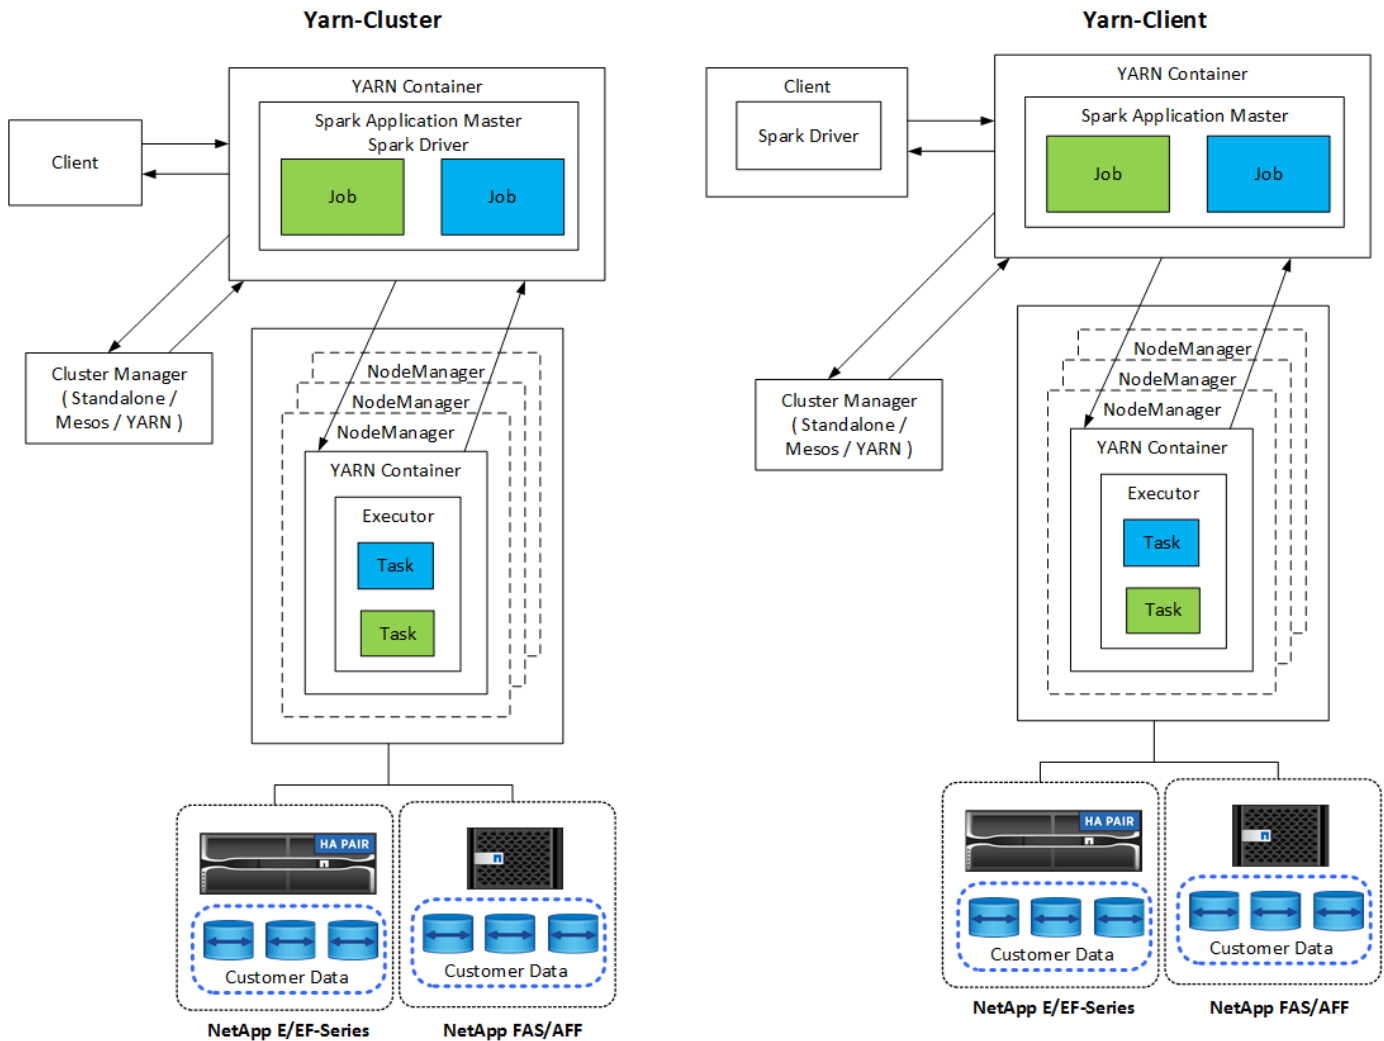 Yarn-Cluster
YARN Container
Spark Application Master
Spark Driver
Client
Job
Job
Cluster Manager
( Standalone /
Mesos / YARN )
NodeManager
NodeManager
NodeManager
YARN Container
Executor
Task
Task
HA PAIR
Customer Data
Customer Data
NetApp E/EF-Series
NetApp FAS/AFF
Yarn-Client
Client
Spark Driver
YARN Container
Spark Application Master
Job
Job
Cluster Manager
( Standalone /
Mesos / YARN )
NodeManager
NodeManager
NodeManager
YARN Container
Executor
Task
Task
HA PAIR
Customer Data
Customer Data
NetApp E/EF-Series
NetApp FAS/AFF